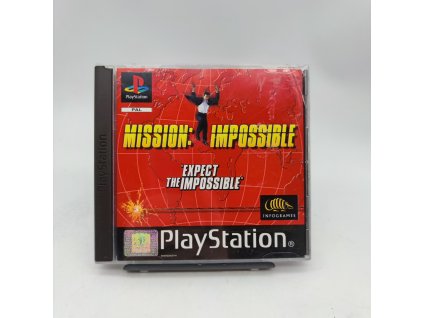 PlayStation
PAL
MISSION: IMPOSSIBLE
"EXPECT
THE IMPOSSIBLE"
INFOGRAMES
PlayStation
PlayStation